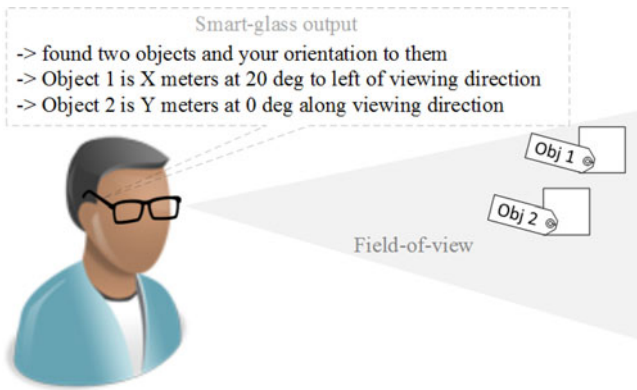 Smart-glass output
-> found two objects and your orientation to them
-> Object 1 is X meters at 20 deg to left of viewing direction
-> Object 2 is Y meters at 0 deg along viewing direction
Obj 1
Obj 2
Field-of-view